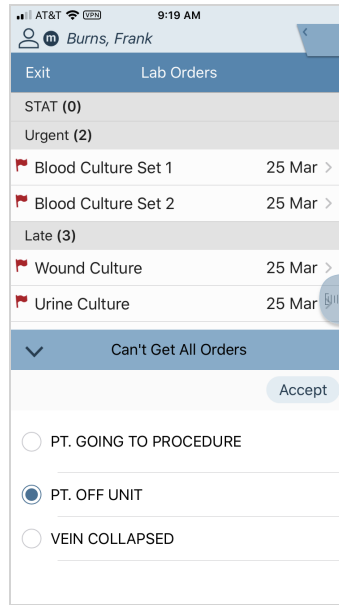 AT&T VPN 9:19 AM
m Burns, Frank
Exit Lab Orders
STAT (0)
Urgent (2)
Blood Culture Set 1 25 Mar
Blood Culture Set 2 25 Mar
Late (3)
Wound Culture 25 Mar
Urine Culture 25 Mar
Can't Get All Orders
Accept
PT. GOING TO PROCEDURE
PT. OFF UNIT
VEIN COLLAPSED